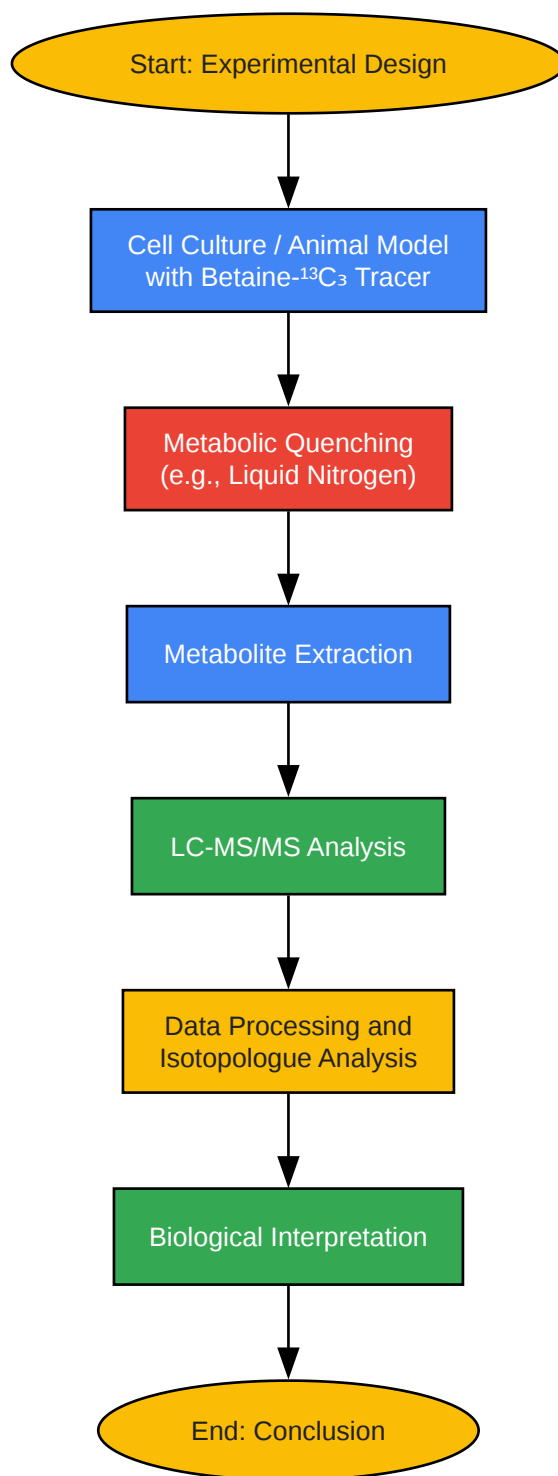 Start: Experimental Design
Cell Culture / Animal Model
with Betaine-¹³C₃ Tracer
Metabolic Quenching
(e.g., Liquid Nitrogen)
Metabolite Extraction
LC-MS/MS Analysis
Data Processing and
Isotopologue Analysis
Biological Interpretation
End: Conclusion